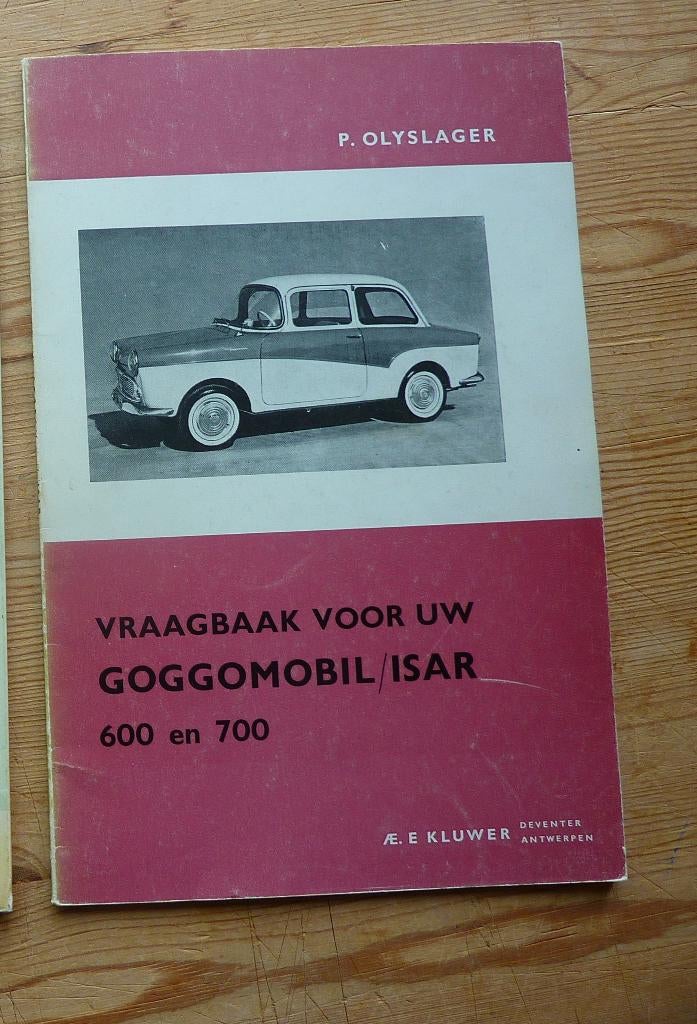 P. OLYSLAGER
VRAAGBAAK VOOR UW
GOGGOMOBIL/ISAR
600 en 700
Æ. E KLUWER DEVENTER ANTWERPEN